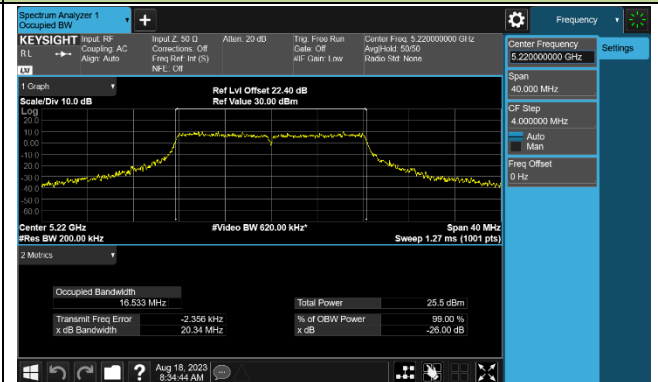 Spectrum Analyzer 1
Occupied BW
Frequency
KEYSIGHT
RL
LXI
Input: RF
Coupling: AC
Align: Auto
Input Z: 50 Ω
Corrections: Off
Freq Ref: Int (S)
NFE: Off
Atten: 20 dB
Trig: Free Run
Gate: Off
#IF Gain: Low
Center Freq: 5.220000000 GHz
Avg|Hold: 50/50
Radio Std: None
Center Frequency
5.220000000 GHz
Settings
Span
40.000 MHz
CF Step
4.000000 MHz
Auto
Man
Freq Offset
0 Hz
1 Graph
Scale/Div 10.0 dB
Ref Lvl Offset 22.40 dB
Ref Value 30.00 dBm
Log
20.0
10.0
0.00
-10.0
-20.0
-30.0
-40.0
-50.0
-60.0
Center 5.22 GHz
#Res BW 200.00 kHz
#Video BW 620.00 kHz*
Span 40 MHz
Sweep 1.27 ms (1001 pts)
2 Metrics
Occupied Bandwidth
16.533 MHz
Total Power 25.5 dBm
Transmit Freq Error -2.356 kHz
% of OBW Power 99.00 %
x dB Bandwidth 20.34 MHz
x dB -26.00 dB
Aug 18, 2023
8:34:44 AM